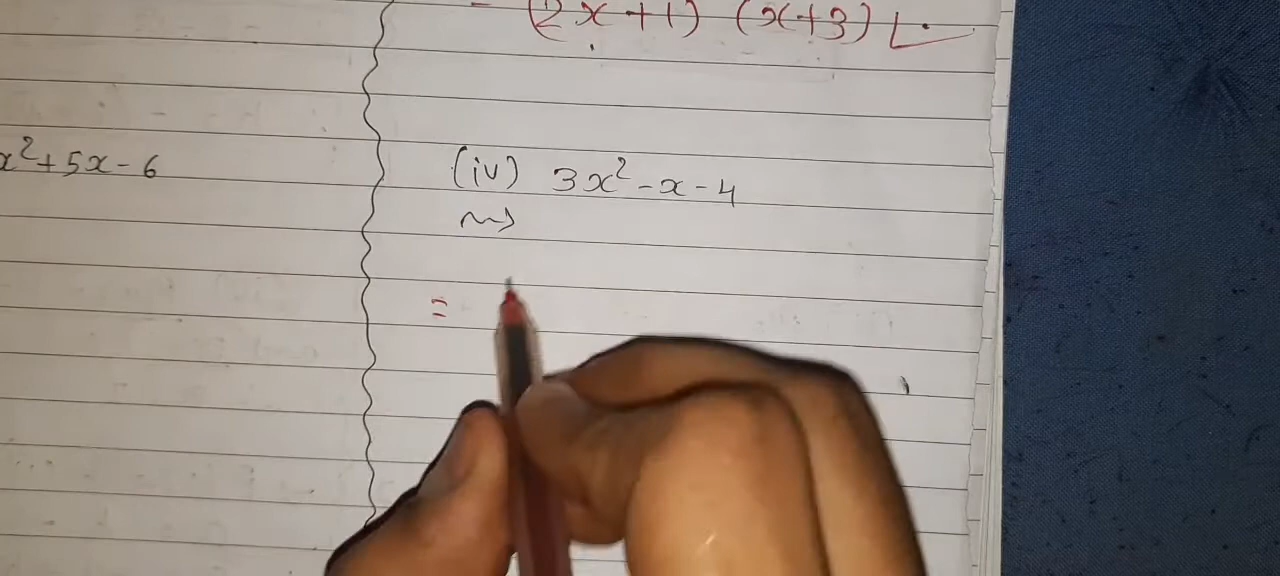 (2x+1) (x+3)
x²+5x-6
(iv) 3x²-x-4
=